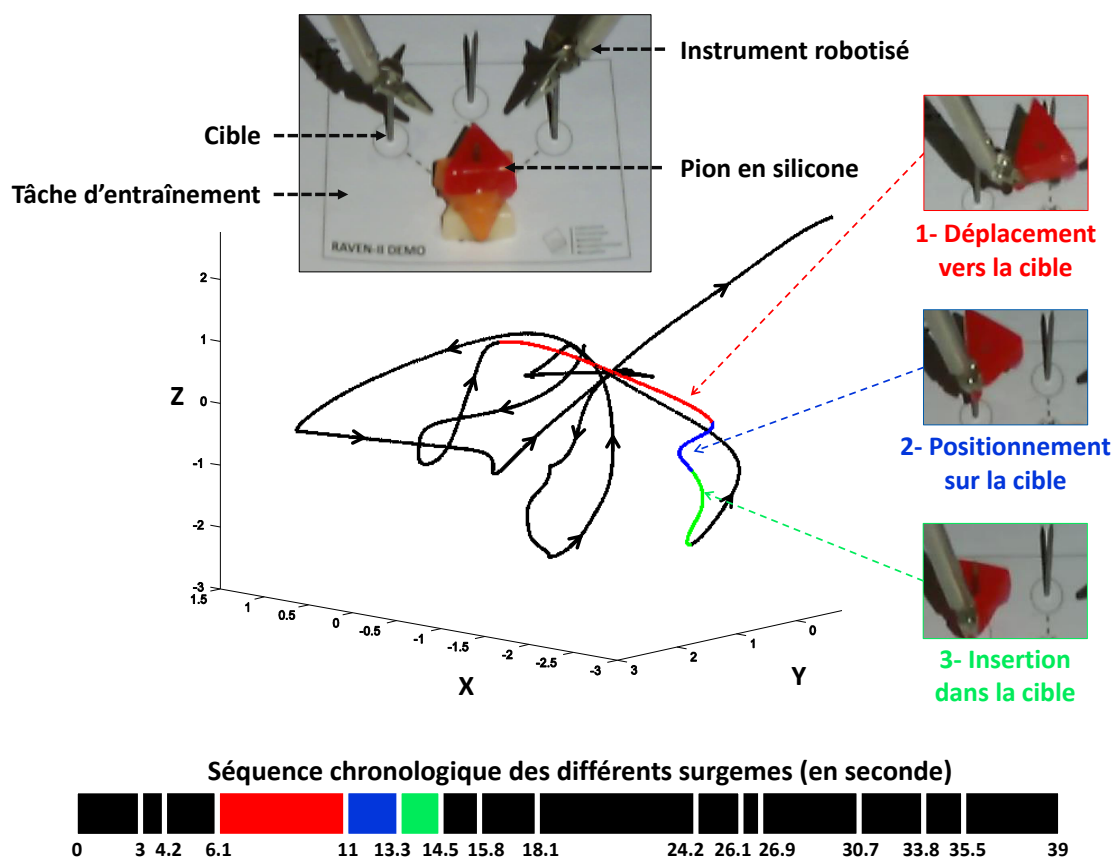 Instrument robotisé
Cible
Pion en silicone
Tâche d'entraînement
RAVEN-II DEMO
1- Déplacement
vers la cible
2- Positionnement
sur la cible
3- Insertion
dans la cible
2
1
0
-1
-2
-3
Z
1.5
1
0.5
0
-0.5
-1
-1.5
-2
-2.5
-3
X
3
2
1
0
Y
Séquence chronologique des différents surgemes (en seconde)
0 3 4.2 6.1 11 13.3 14.5 15.8 18.1 24.2 26.1 26.9 30.7 33.8 35.5 39